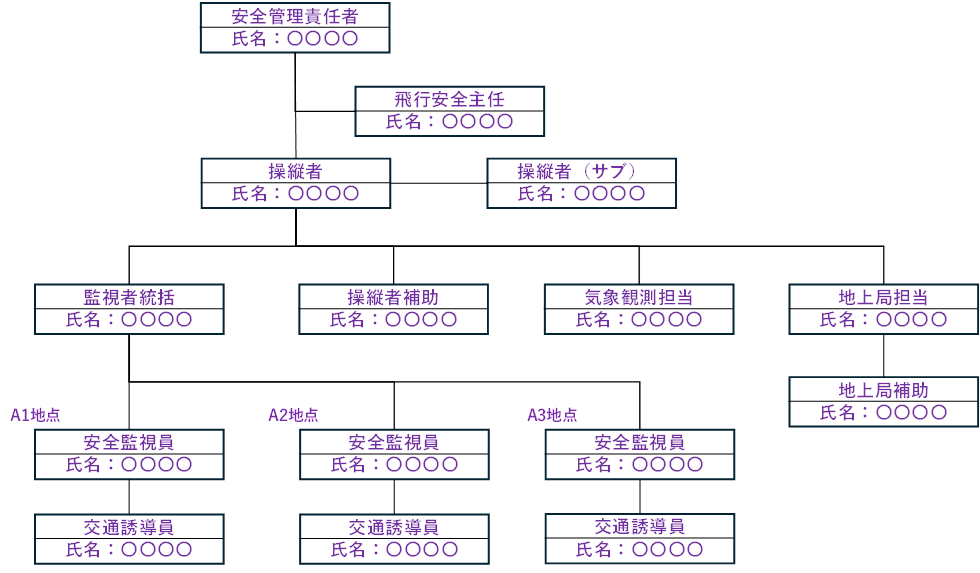 安全管理責任者
氏名：〇〇〇〇
飛行安全主任
氏名：〇〇〇〇
操縦者
氏名：〇〇〇〇
操縦者（サブ）
氏名：〇〇〇〇
監視者統括
氏名：〇〇〇〇
操縦者補助
氏名：〇〇〇〇
気象観測担当
氏名：〇〇〇〇
地上局担当
氏名：〇〇〇〇
地上局補助
氏名：〇〇〇〇
A1地点
安全監視員
氏名：〇〇〇〇
A2地点
安全監視員
氏名：〇〇〇〇
A3地点
安全監視員
氏名：〇〇〇〇
交通誘導員
氏名：〇〇〇〇
交通誘導員
氏名：〇〇〇〇
交通誘導員
氏名：〇〇〇〇